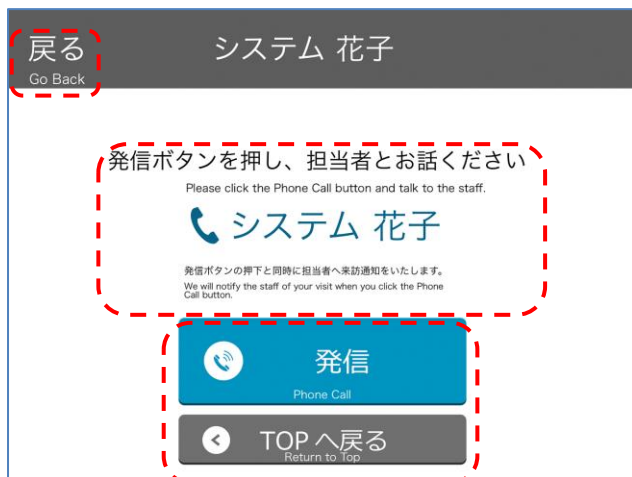 戻る
Go Back
システム 花子
発信ボタンを押し、担当者とお話ください
Please click the Phone Call button and talk to the staff.
システム 花子
発信ボタンの押下と同時に担当者へ来訪通知をいたします。
We will notify the staff of your visit when you click the Phone
Call button.
発信
Phone Call
TOP へ戻る
Return to Top